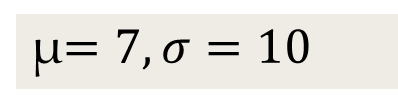 μ= 7, σ = 10